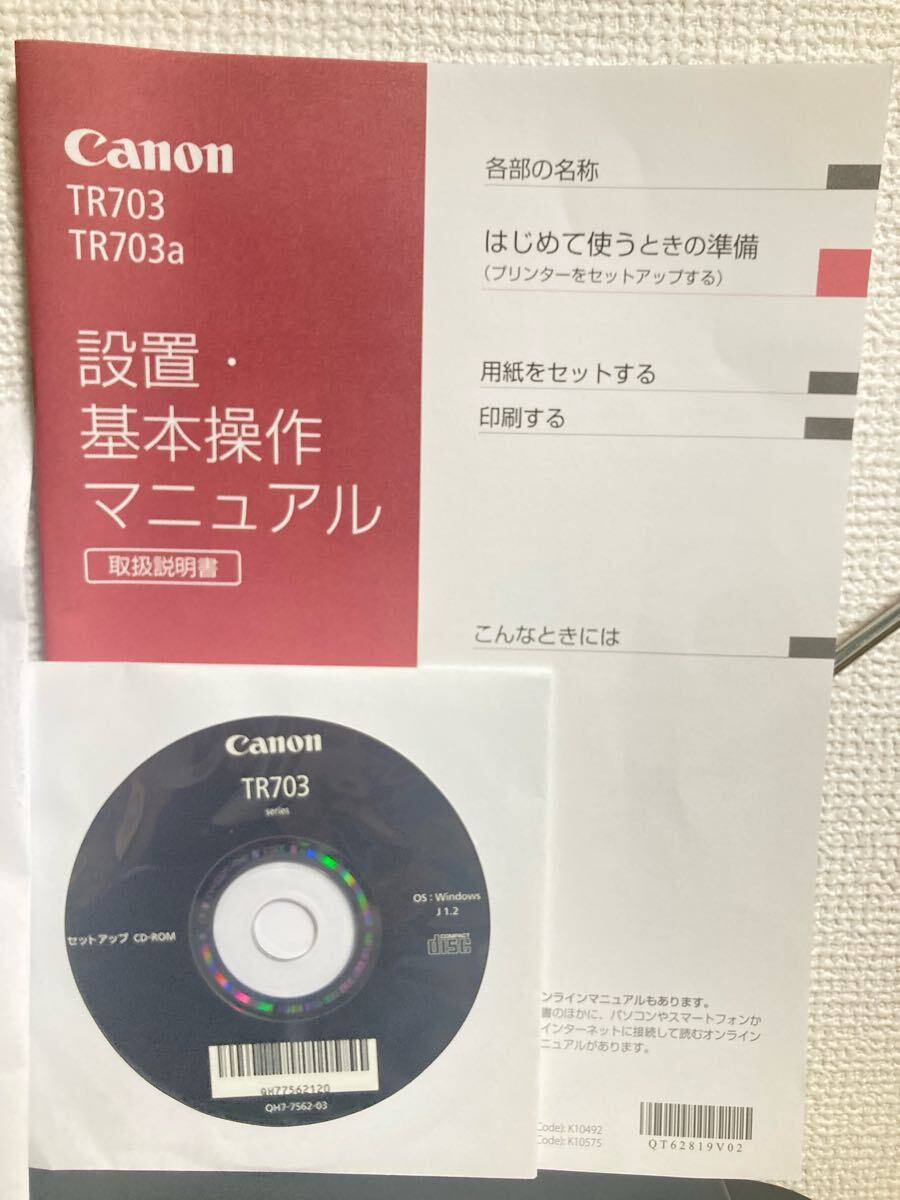 Canon
TR703
TR703a
設置・
基本操作
マニュアル
取扱説明書
各部の名称
はじめて使うときの準備
（プリンターをセットアップする）
用紙をセットする
印刷する
こんなときには
Canon
TR703
series
OS : Windows
J 1.2
セットアップ CD-ROM
COMPACT
disc
QH77562120
QH7-7562-03
ンラインマニュアルもあります。
書のほかに、パソコンやスマートフォンか
インターネットに接続して読むオンライン
ニュアルがあります。
Code): K10492
Code): K10575
QT62819V02